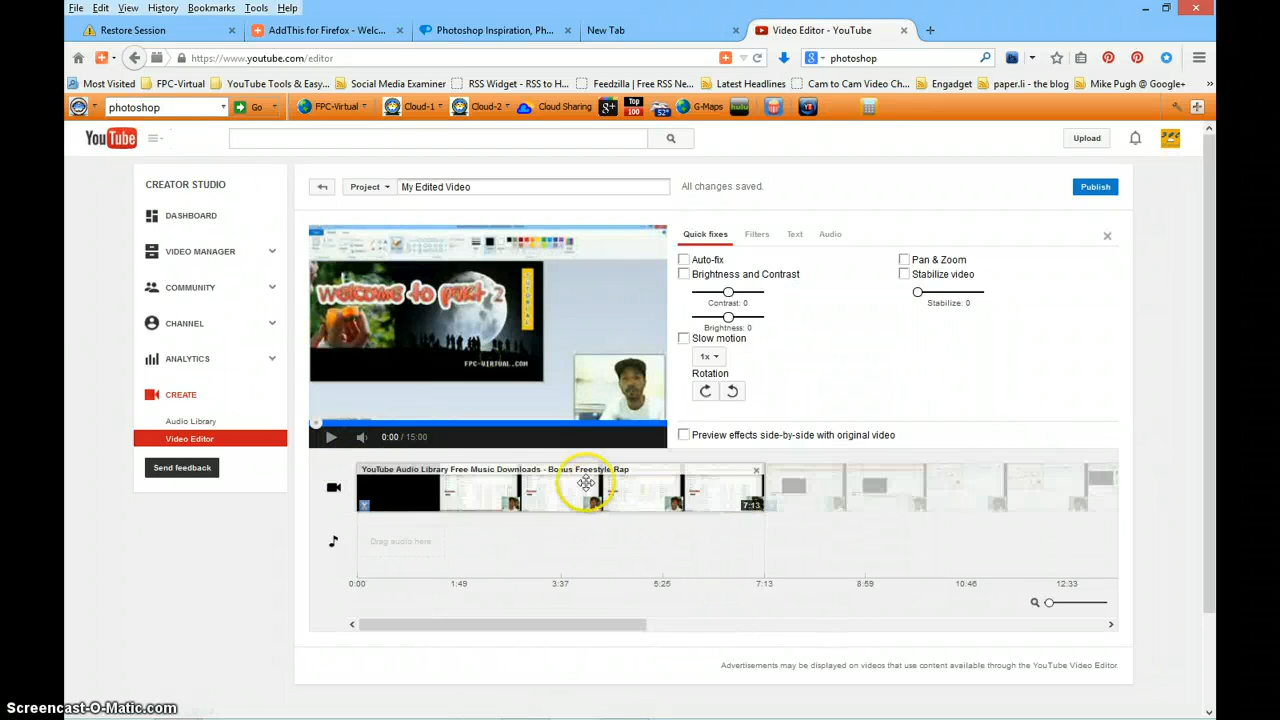 File Edit View History Bookmarks Tools Help
Restore Session × AddThis for Firefox - Welc... × Photoshop Inspiration, Ph... × New Tab × Video Editor - YouTube × +
https://www.youtube.com/editor photoshop
Most Visited FPC-Virtual YouTube Tools &... Social Media Examiner RSS Widget - RSS to H... Feedzilla | Free RSS Ne... Latest Headlines Cam to Cam Video Ch... Engadget paper.li - the blog Mike Pugh @ Google+
photoshop Go FPC-Virtual Cloud-1 Cloud-2 Cloud Sharing g+ Top 100 52° G-Maps hulu
YouTube Upload
CREATOR STUDIO
DASHBOARD
VIDEO MANAGER
COMMUNITY
CHANNEL
ANALYTICS
CREATE
Audio Library
Video Editor
Send feedback
Project My Edited Video All changes saved. Publish
welcome to part 2
TUTORIAL
FPC-VIRTUAL.COM
0:00 / 15:00
Quick fixes Filters Text Audio
Auto-fix Pan & Zoom
Brightness and Contrast Stabilize video
Contrast: 0 Stabilize: 0
Brightness: 0
Slow motion
1x
Rotation
Preview effects side-by-side with original video
YouTube Audio Library Free Music Downloads - Bonus Freestyle Rap
7:13
Drag audio here
0:00 1:49 3:37 5:25 7:13 8:59 10:46 12:33
Advertisements may be displayed on videos that use content available through the YouTube Video Editor.
Screencast-O-Matic.com